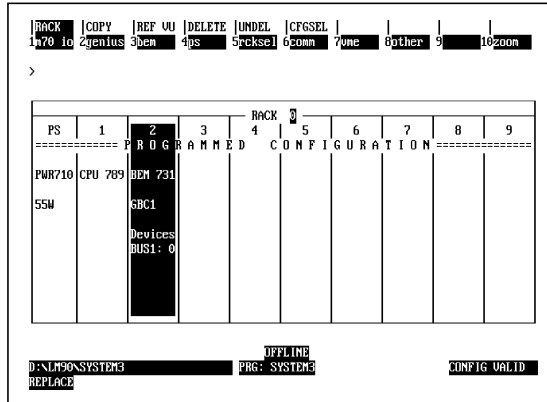 |RACK |COPY |REF VU |DELETE |UNDEL |CFGSEL | | | |
1m70 io 2genius 3bem 4ps 5rcksel 6comm 7vme 8other 9 10zoom
>
RACK 0
PS 1 2 3 4 5 6 7 8 9
====== ====== P R O G R A M M E D C O N F I G U R A T I O N ====== ======
PWR710 CPU 789 BEM 731
55W GBC1
Devices
BUS1: 0
OFFLINE
D:\LM90\SYSTEM3 PRG: SYSTEM3 CONFIG VALID
REPLACE